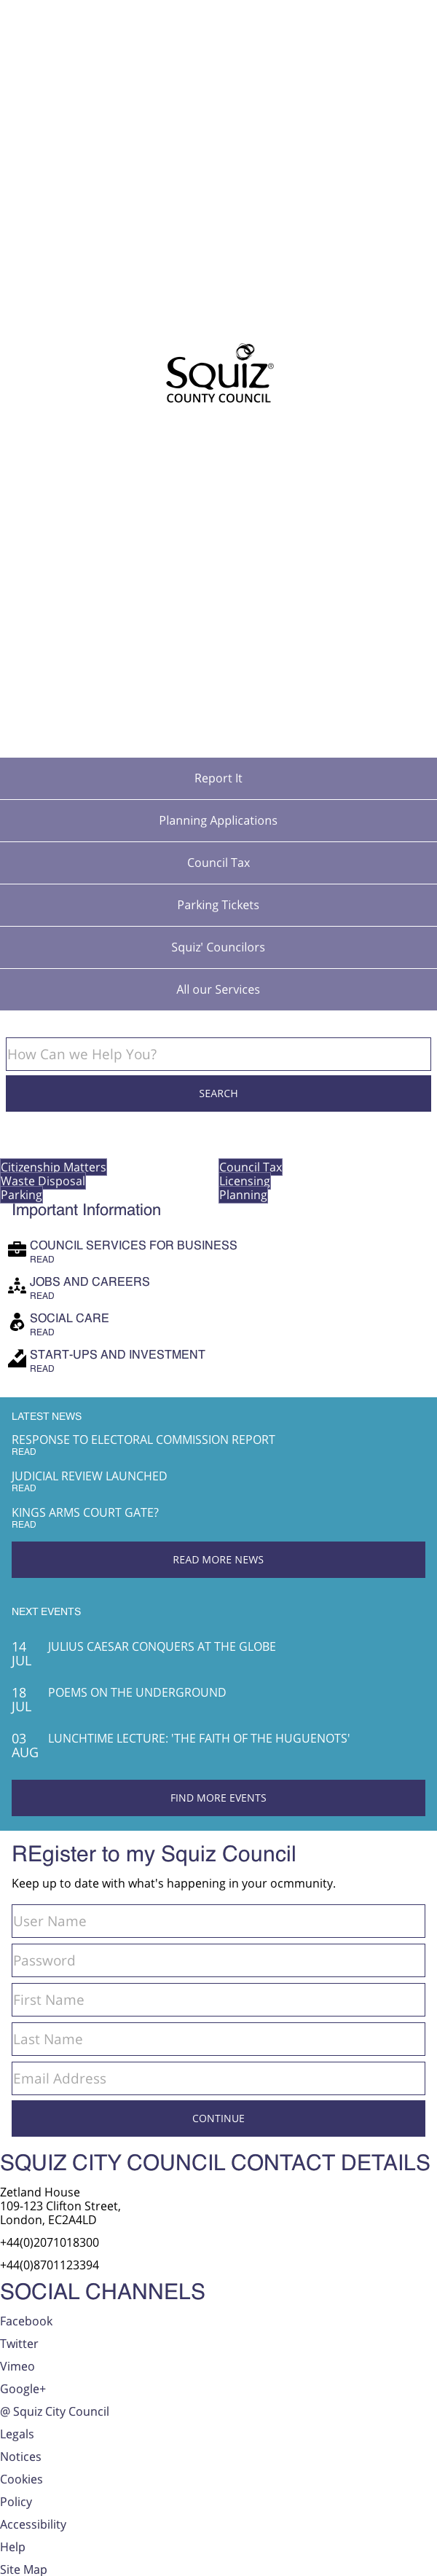 Squiz®
COUNTY COUNCIL
Report It
Planning Applications
Council Tax
Parking Tickets
Squiz' Councilors
All our Services
How Can we Help You?
SEARCH
Citizenship Matters
Waste Disposal
Parking
Council Tax
Licensing
Planning
Important Information
COUNCIL SERVICES FOR BUSINESS
READ
JOBS AND CAREERS
READ
SOCIAL CARE
READ
START-UPS AND INVESTMENT
READ
LATEST NEWS
RESPONSE TO ELECTORAL COMMISSION REPORT
READ
JUDICIAL REVIEW LAUNCHED
READ
KINGS ARMS COURT GATE?
READ
READ MORE NEWS
NEXT EVENTS
14 JULIUS CAESAR CONQUERS AT THE GLOBE
JUL
18 POEMS ON THE UNDERGROUND
JUL
03 LUNCHTIME LECTURE: 'THE FAITH OF THE HUGUENOTS'
AUG
FIND MORE EVENTS
REgister to my Squiz Council
Keep up to date with what's happening in your ocmmunity.
User Name
Password
First Name
Last Name
Email Address
CONTINUE
SQUIZ CITY COUNCIL CONTACT DETAILS
Zetland House
109-123 Clifton Street,
London, EC2A4LD
+44(0)2071018300
+44(0)8701123394
SOCIAL CHANNELS
Facebook
Twitter
Vimeo
Google+
@ Squiz City Council
Legals
Notices
Cookies
Policy
Accessibility
Help
Site Map